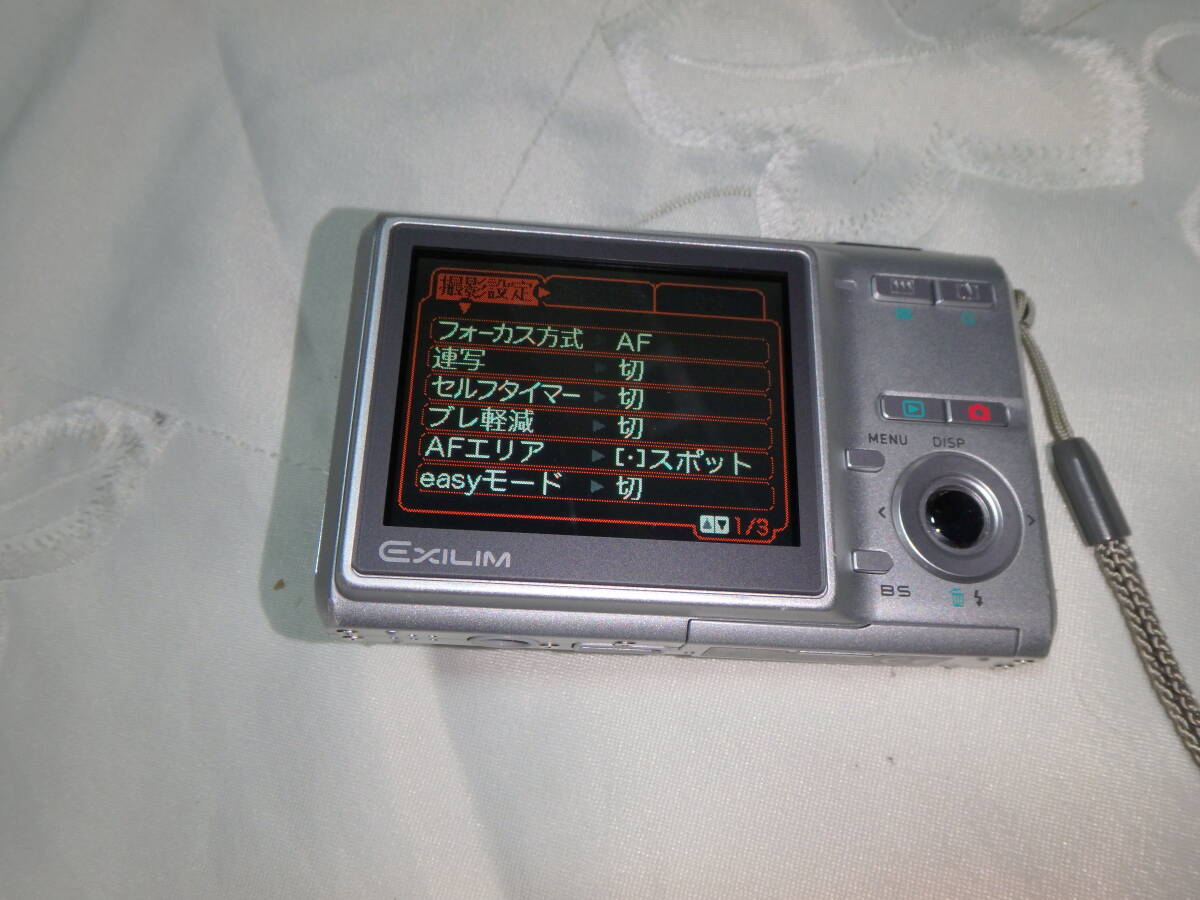 撮影設定
フォーカス方式 AF
連写 切
セルフタイマー 切
ブレ軽減 切
AFエリア [·]スポット
easyモード 切
1/3
EXILIM
MENU DISP
BS